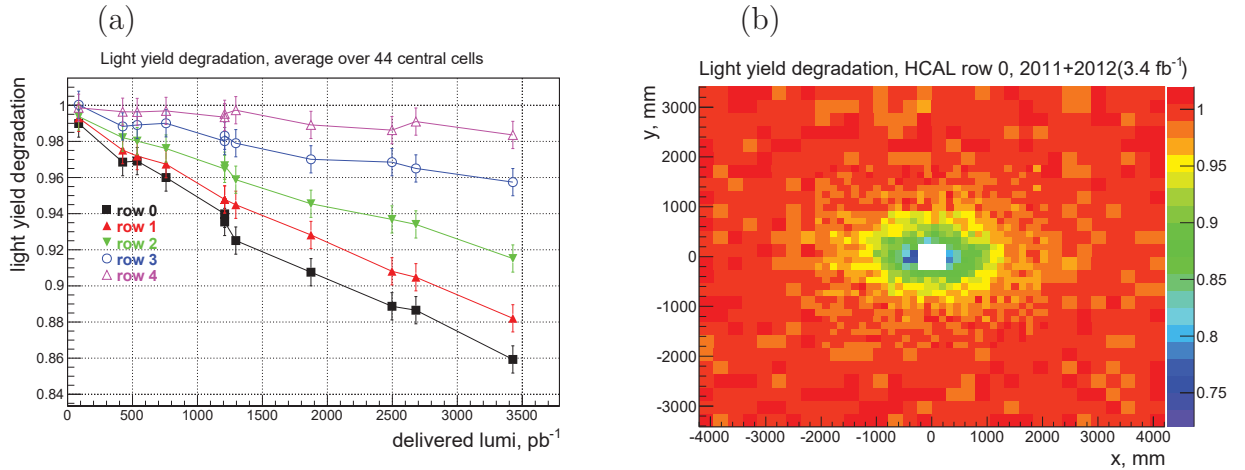 (a)
Light yield degradation, average over 44 central cells
light yield degradation
1
0.98
0.96
0.94
0.92
0.9
0.88
0.86
0.84
row 0
row 1
row 2
row 3
row 4
0 500 1000 1500 2000 2500 3000 3500
delivered lumi, pb⁻¹
(b)
Light yield degradation, HCAL row 0, 2011+2012(3.4 fb⁻¹)
y, mm
3000
2000
1000
0
-1000
-2000
-3000
-4000 -3000 -2000 -1000 0 1000 2000 3000 4000
x, mm
1
0.95
0.9
0.85
0.8
0.75